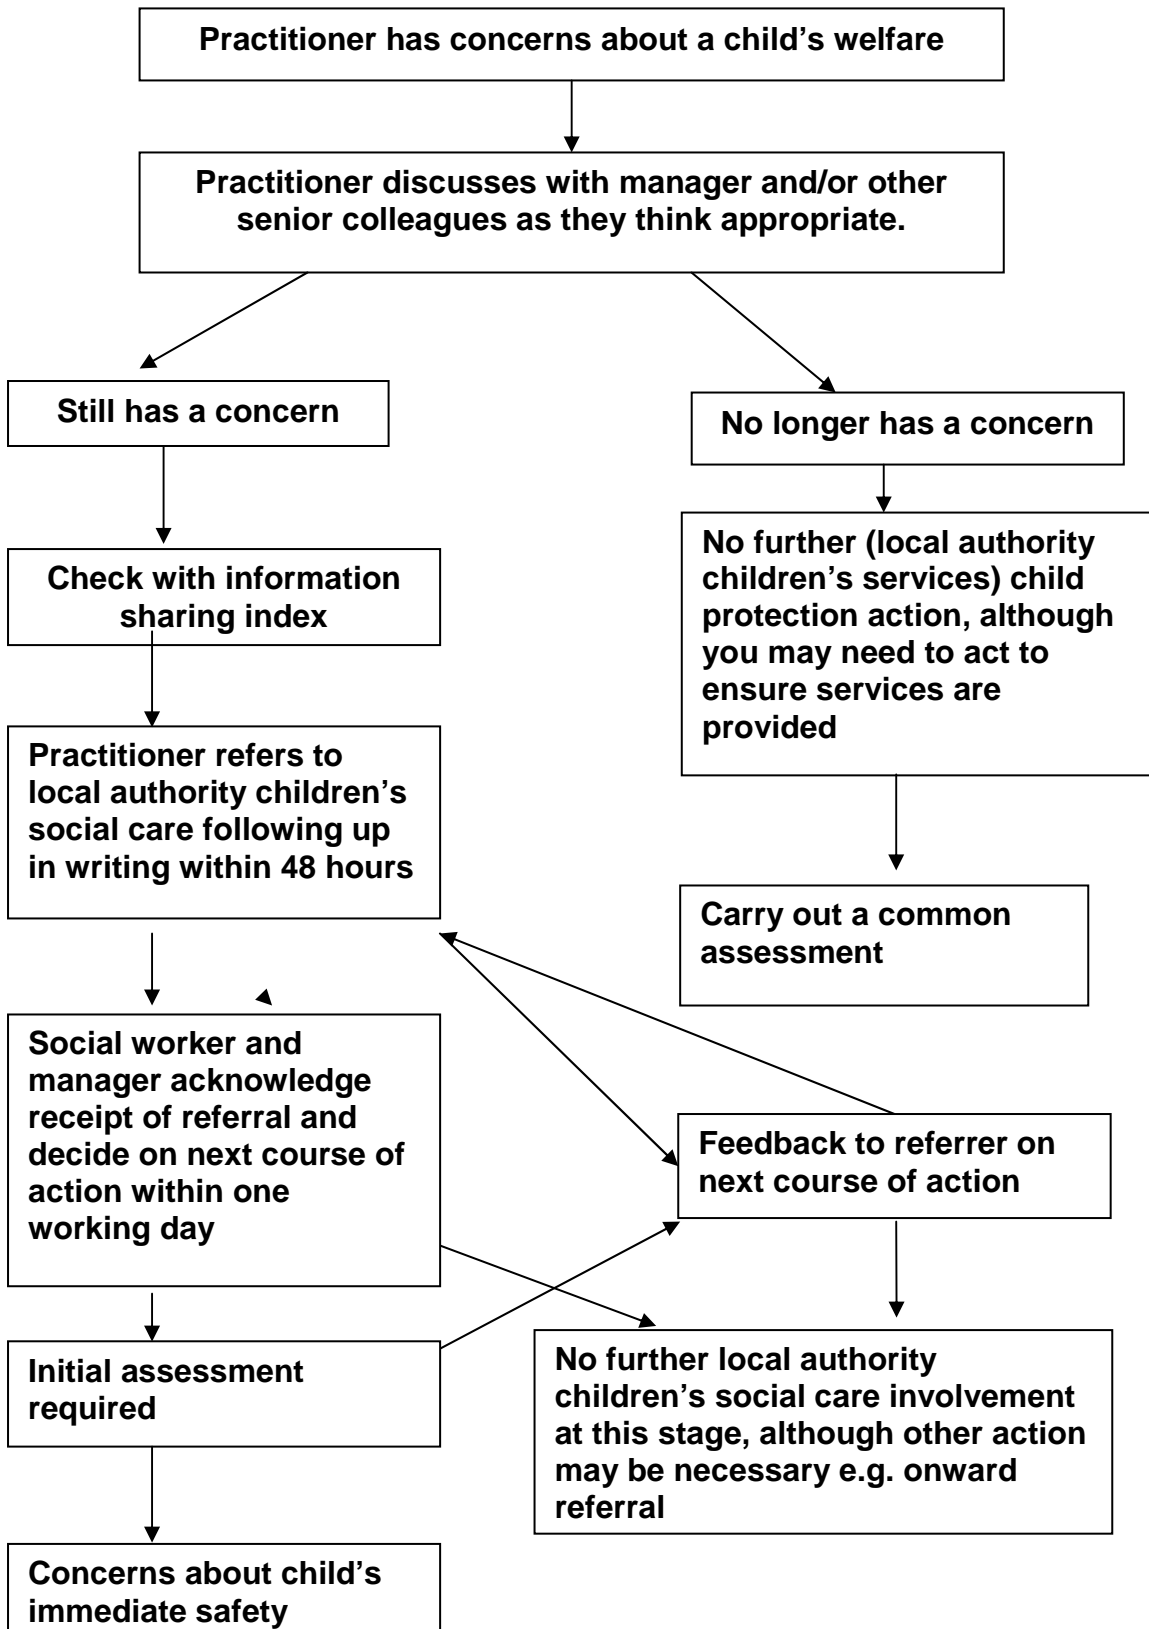 Practitioner has concerns about a child’s welfare
Practitioner discusses with manager and/or other
senior colleagues as they think appropriate.
Still has a concern
No longer has a concern
Check with information
sharing index
No further (local authority
children’s services) child
protection action, although
you may need to act to
ensure services are
provided
Practitioner refers to
local authority children’s
social care following up
in writing within 48 hours
Carry out a common
assessment
Social worker and
manager acknowledge
receipt of referral and
decide on next course of
action within one
working day
Feedback to referrer on
next course of action
Initial assessment
required
No further local authority
children’s social care involvement
at this stage, although other action
may be necessary e.g. onward
referral
Concerns about child’s
immediate safety